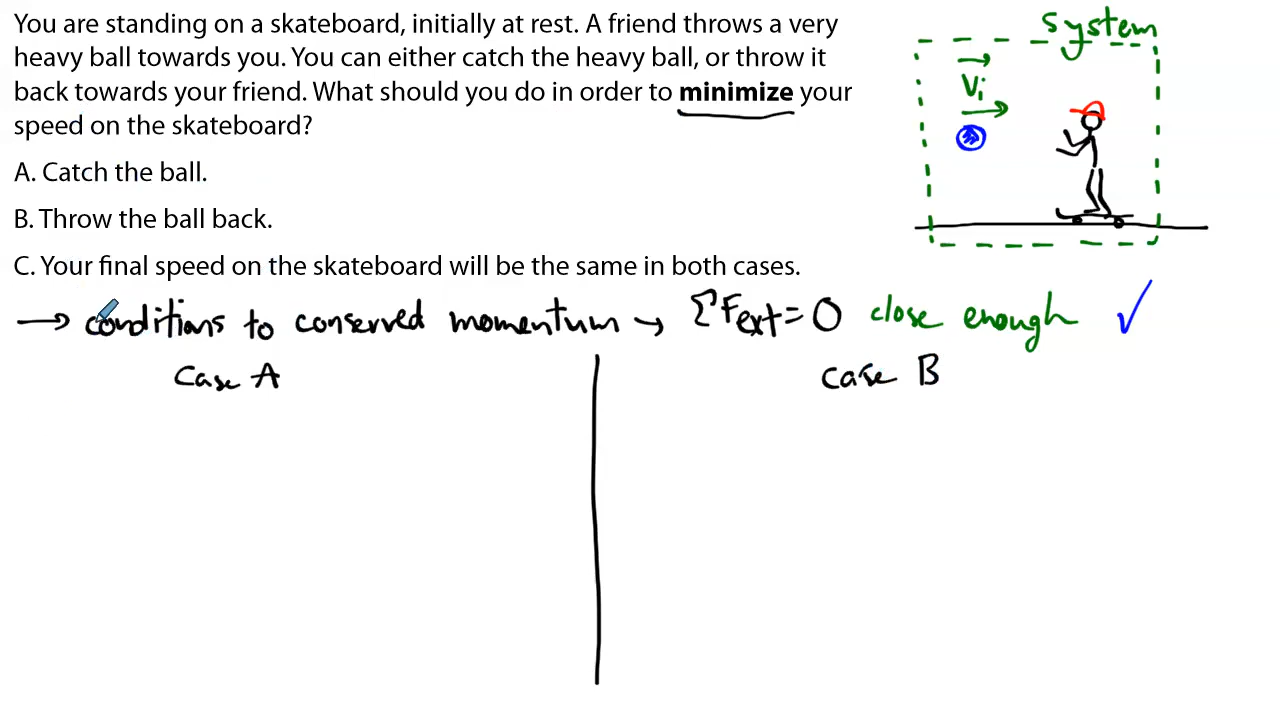 You are standing on a skateboard, initially at rest. A friend throws a very
heavy ball towards you. You can either catch the heavy ball, or throw it
back towards your friend. What should you do in order to minimize your
speed on the skateboard?
A. Catch the ball.
B. Throw the ball back.
C. Your final speed on the skateboard will be the same in both cases.
system
Vi
→ conditions to conserved momentum → ΣFext = 0 close enough ✓
Case A
case B